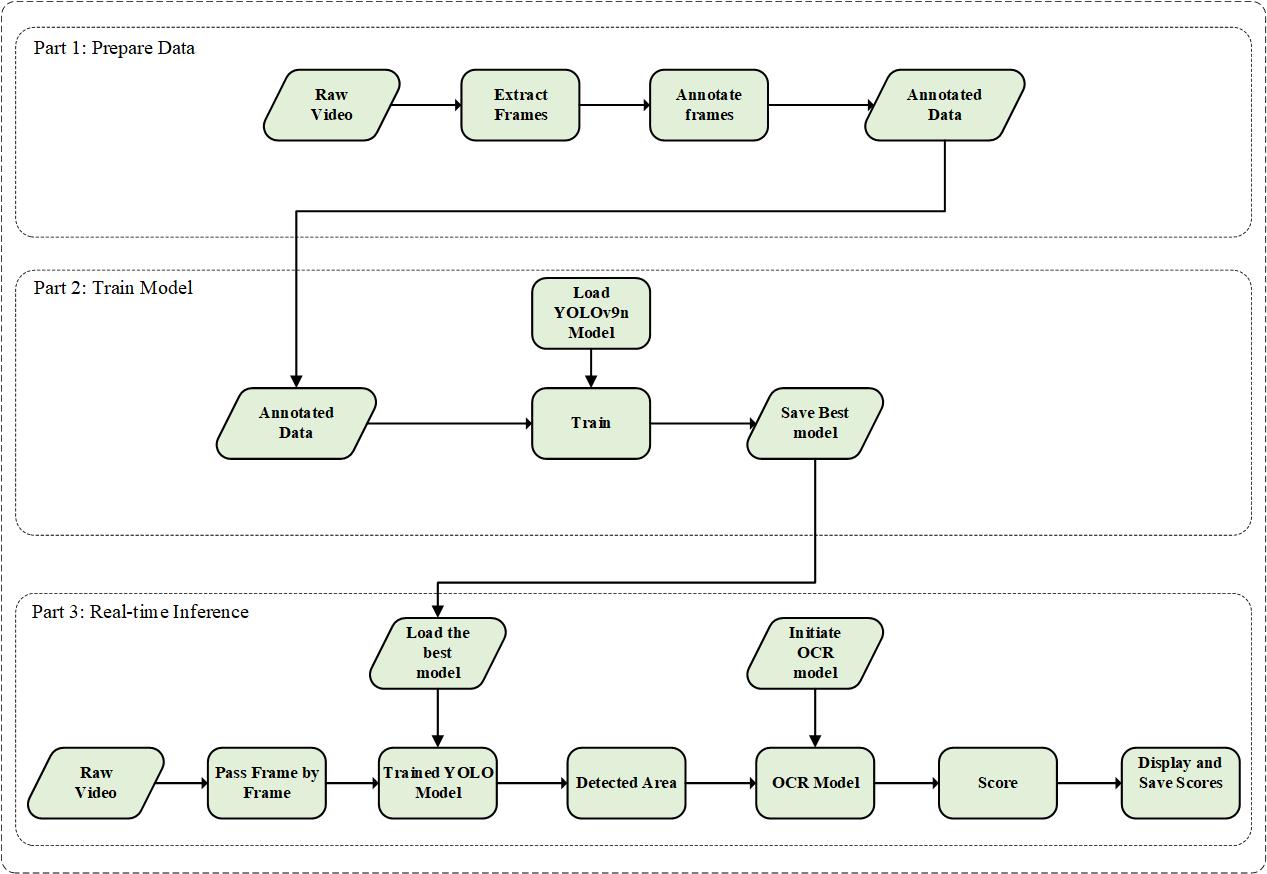 Part 1: Prepare Data
Raw
Video
Extract
Frames
Annotate
frames
Annotated
Data
Part 2: Train Model
Load
YOLOv9n
Model
Annotated
Data
Train
Save Best
model
Part 3: Real-time Inference
Load the
best
model
Initiate
OCR
model
Raw
Video
Pass Frame by
Frame
Trained YOLO
Model
Detected Area
OCR Model
Score
Display and
Save Scores